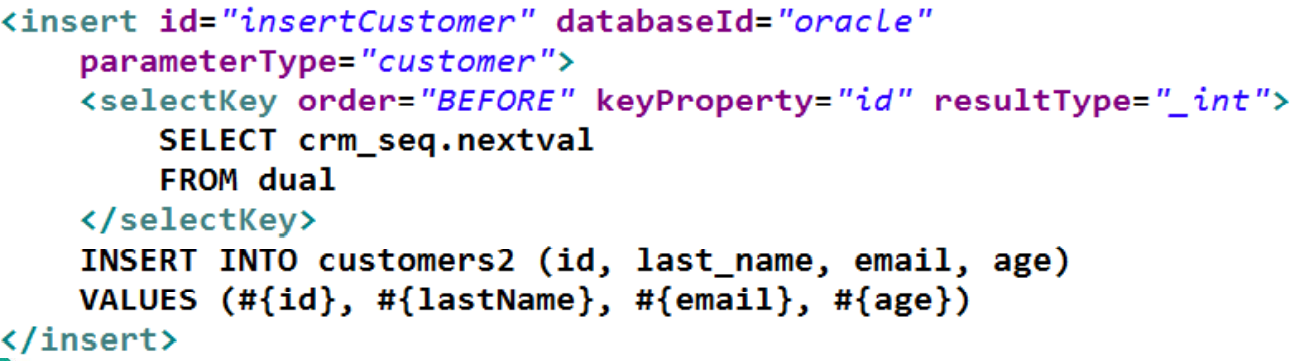 <insert id="insertCustomer" databaseId="oracle"
parameterType="customer">
<selectKey order="BEFORE" keyProperty="id" resultType="_int">
SELECT crm_seq.nextval
FROM dual
</selectKey>
INSERT INTO customers2 (id, last_name, email, age)
VALUES (#{id}, #{lastName}, #{email}, #{age})
</insert>